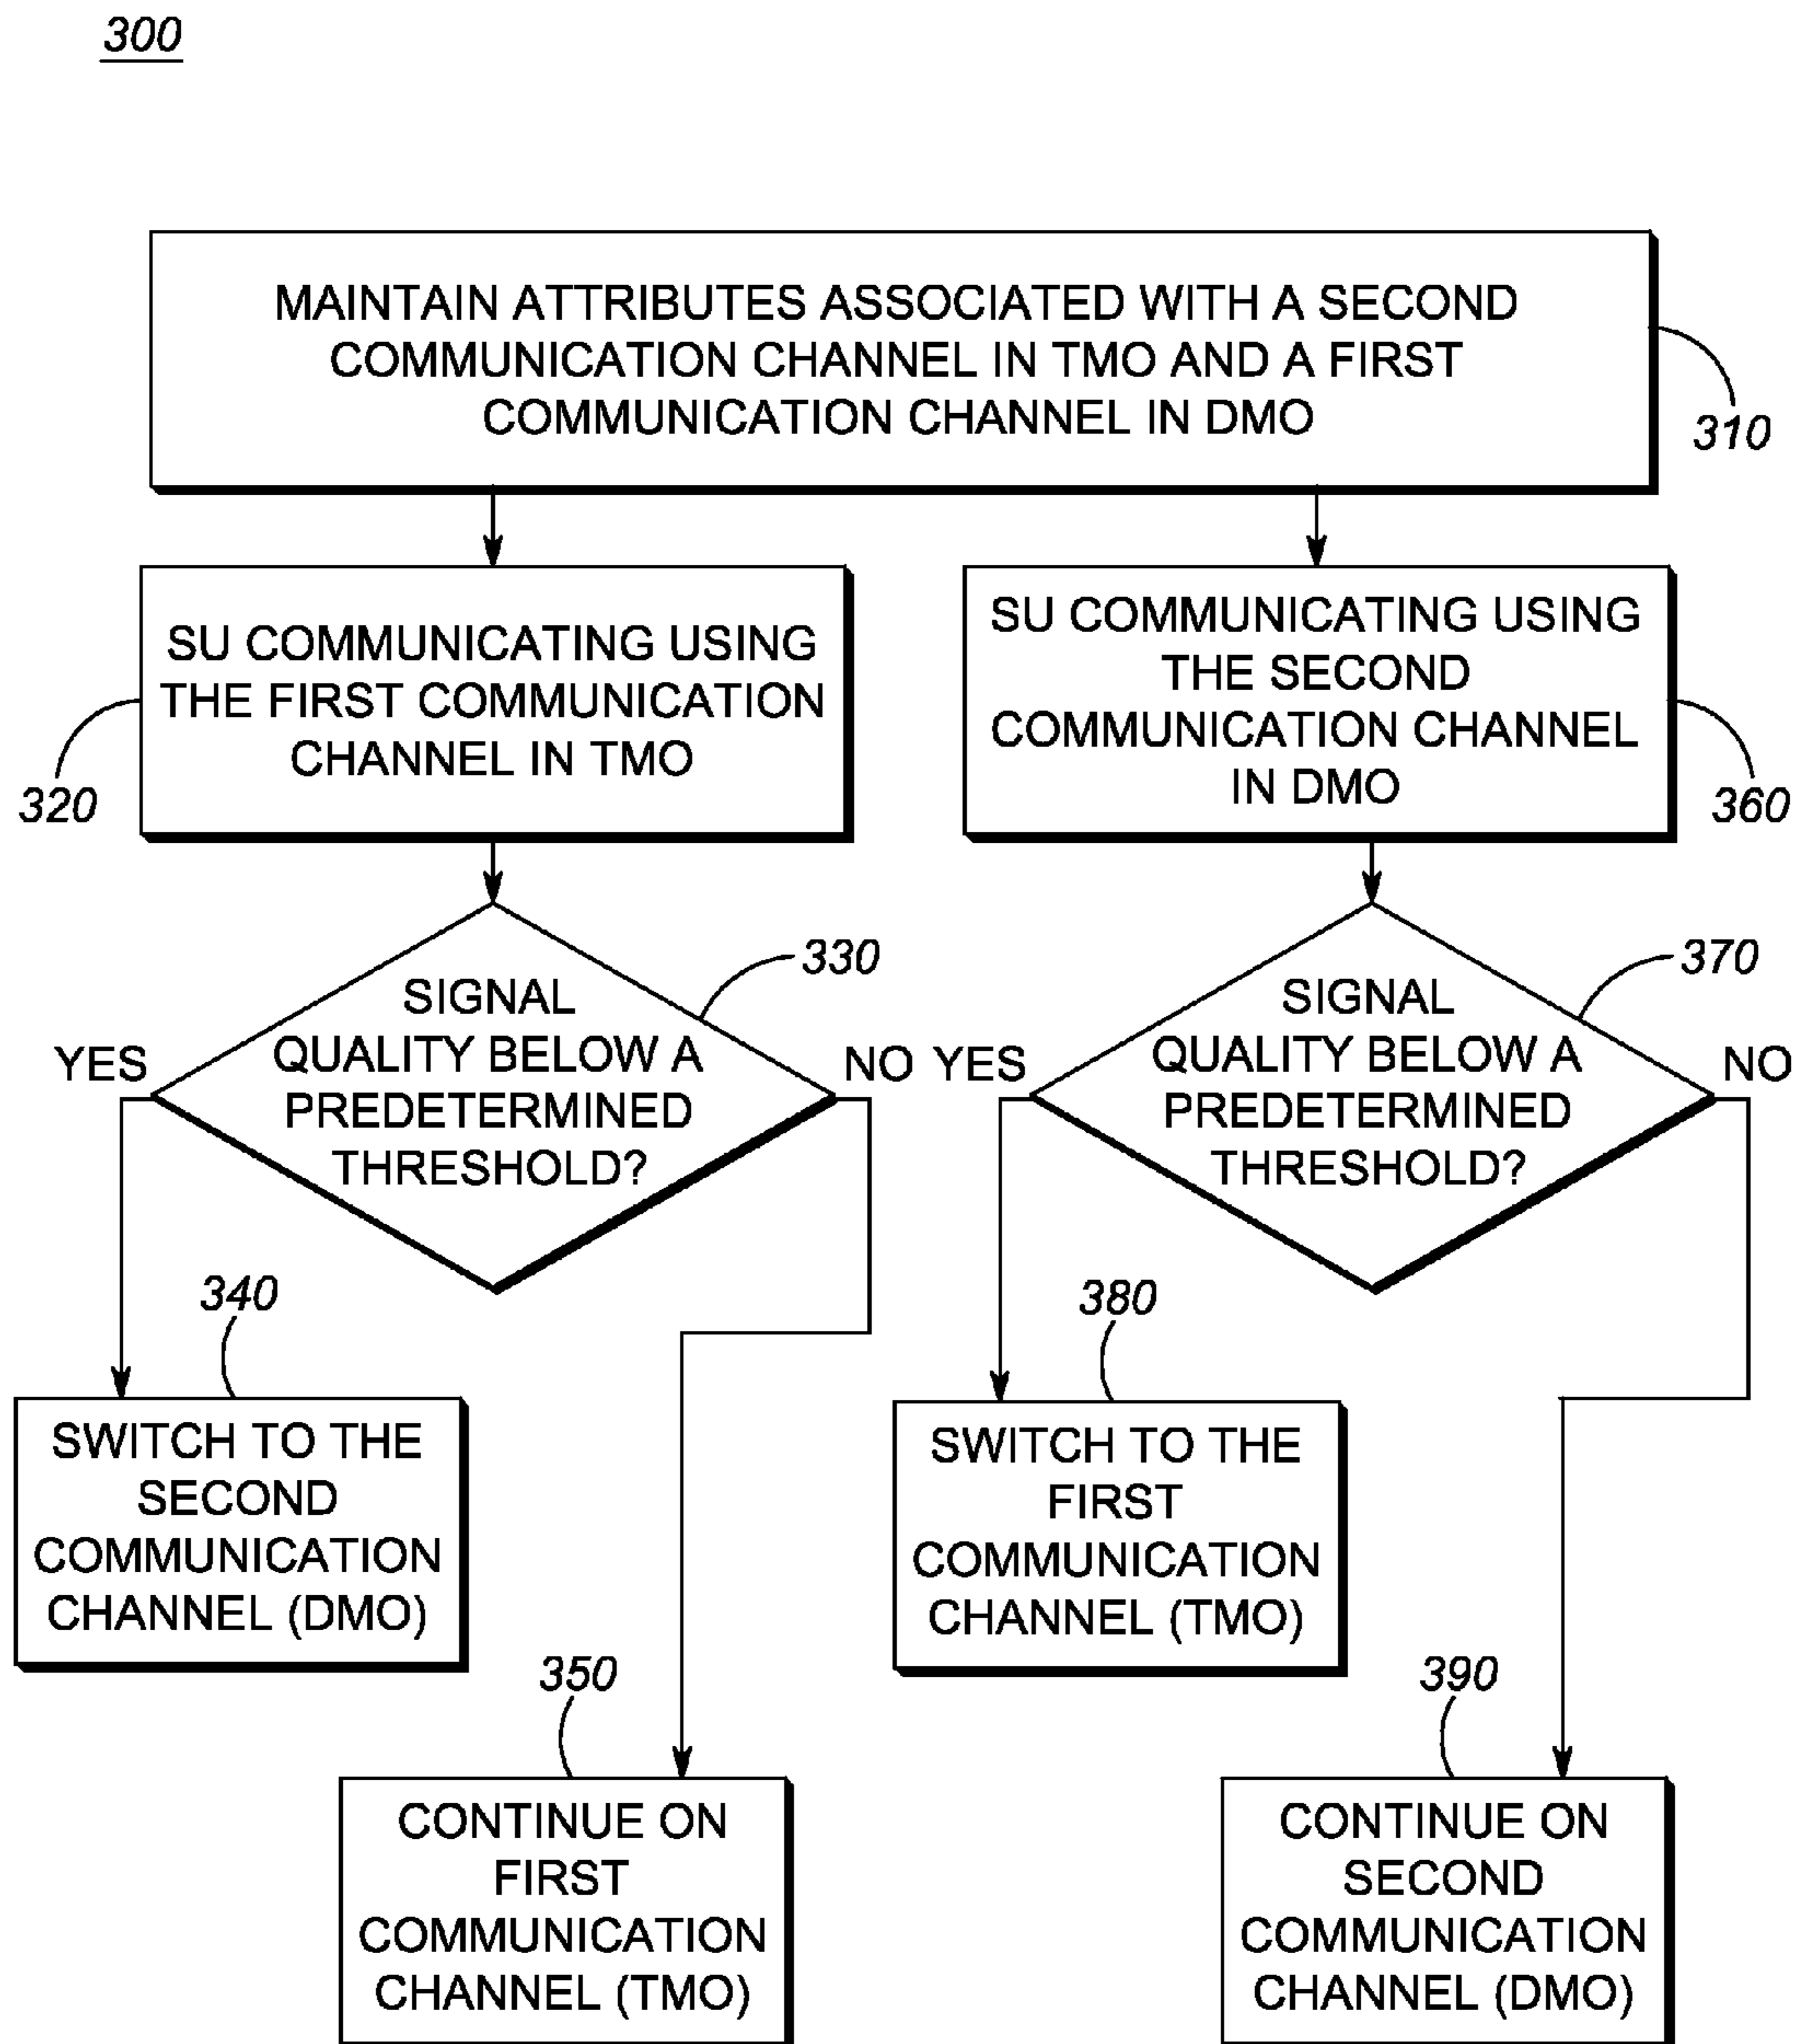 300
MAINTAIN ATTRIBUTES ASSOCIATED WITH A SECOND
COMMUNICATION CHANNEL IN TMO AND A FIRST
COMMUNICATION CHANNEL IN DMO
310
SU COMMUNICATING USING
THE FIRST COMMUNICATION
CHANNEL IN TMO
320
SU COMMUNICATING USING
THE SECOND
COMMUNICATION CHANNEL
IN DMO
360
SIGNAL
QUALITY BELOW A
PREDETERMINED
THRESHOLD?
330
YES
NO
SIGNAL
QUALITY BELOW A
PREDETERMINED
THRESHOLD?
370
YES
NO
340
SWITCH TO THE
SECOND
COMMUNICATION
CHANNEL (DMO)
350
CONTINUE ON
FIRST
COMMUNICATION
CHANNEL (TMO)
380
SWITCH TO THE
FIRST
COMMUNICATION
CHANNEL (TMO)
390
CONTINUE ON
SECOND
COMMUNICATION
CHANNEL (DMO)